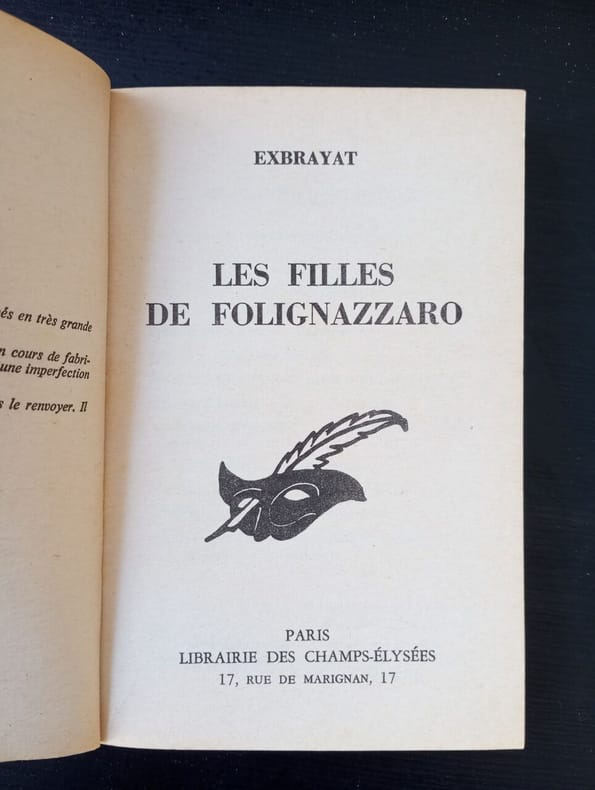 és en très grande
n cours de fabri-
une imperfection
s le renvoyer. Il
EXBRAYAT
LES FILLES
DE FOLIGNAZZARO
PARIS
LIBRAIRIE DES CHAMPS-ÉLYSÉES
17, RUE DE MARIGNAN, 17